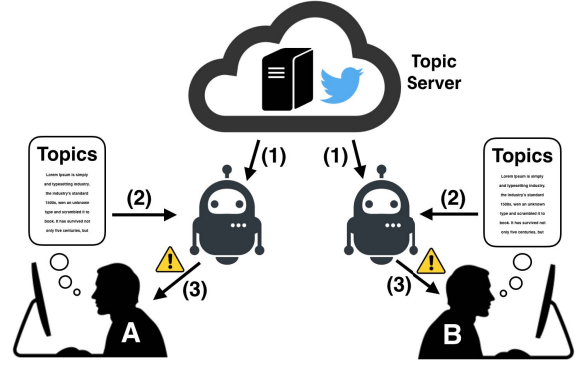 Topic
Server
(1)
(1)
Topics
Lorem Ipsum is simply
and typesetting industry.
the industry's standard
1500s, wen an unknown
type and scrambled it to
book. It has survived not
only five centuries, but
(2)
Topics
Lorem Ipsum is simply
and typesetting industry.
the industry's standard
1500s, wen an unknown
type and scrambled it to
book. It has survived not
only five centuries, but
(2)
(3)
(3)
A
B